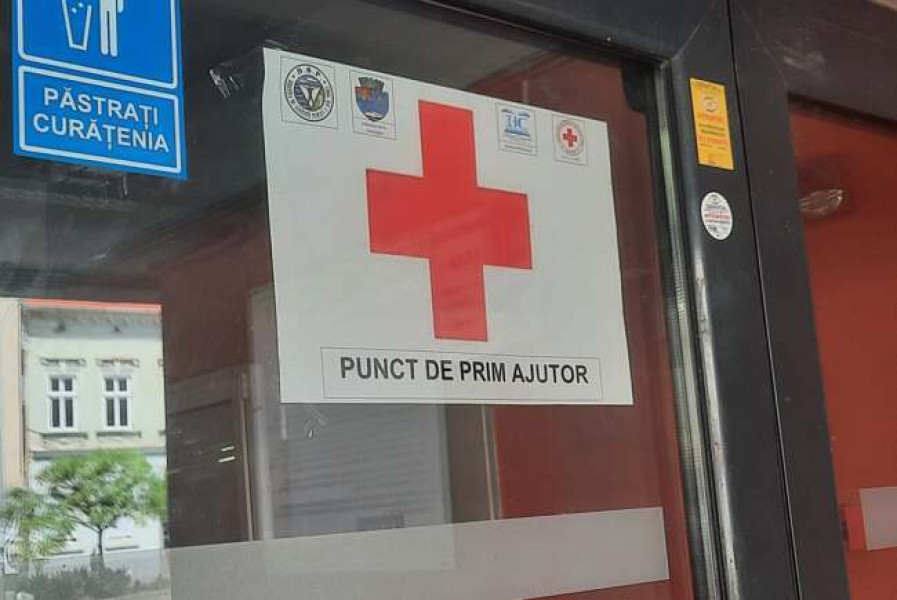 PĂSTRAȚI
CURĂȚENIA
D.S.P.
PUNCT DE PRIM AJUTOR